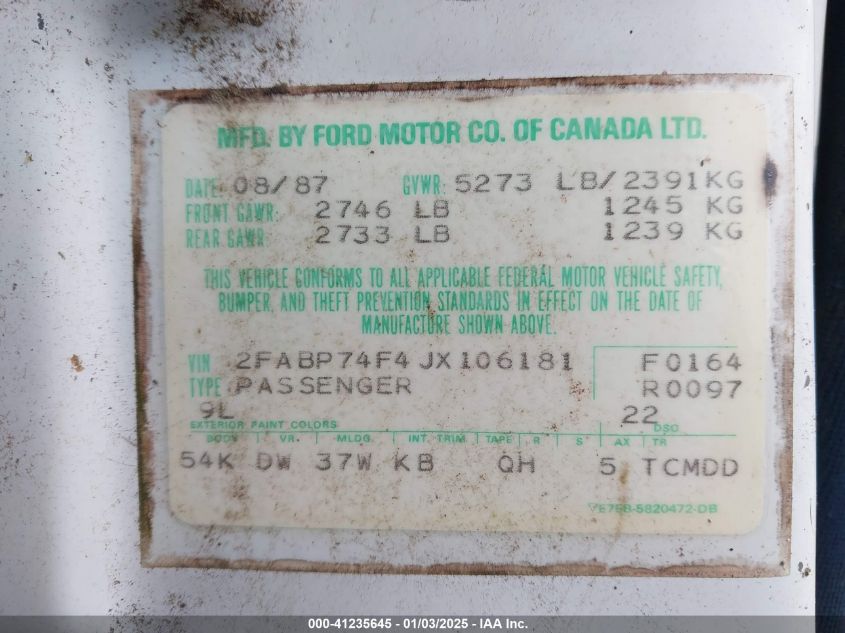 MFD. BY FORD MOTOR CO. OF CANADA LTD.
DATE: 08/87 GVWR: 5273 LB/2391KG
FRONT GAWR: 2746 LB 1245 KG
REAR GAWR: 2733 LB 1239 KG
THIS VEHICLE CONFORMS TO ALL APPLICABLE FEDERAL MOTOR VEHICLE SAFETY,
BUMPER, AND THEFT PREVENTION STANDARDS IN EFFECT ON THE DATE OF
MANUFACTURE SHOWN ABOVE.
VIN 2FABP74F4JX106181 F0164
TYPE PASSENGER R0097
9L 22
EXTERIOR PAINT COLORS DSO
BODY VR. MLDG. INT. TRIM TAPE R S AX TR
54K DW 37W KB QH 5 TCMDD
5820472-DB
000-41235645 - 01/03/2025 - IAA Inc.